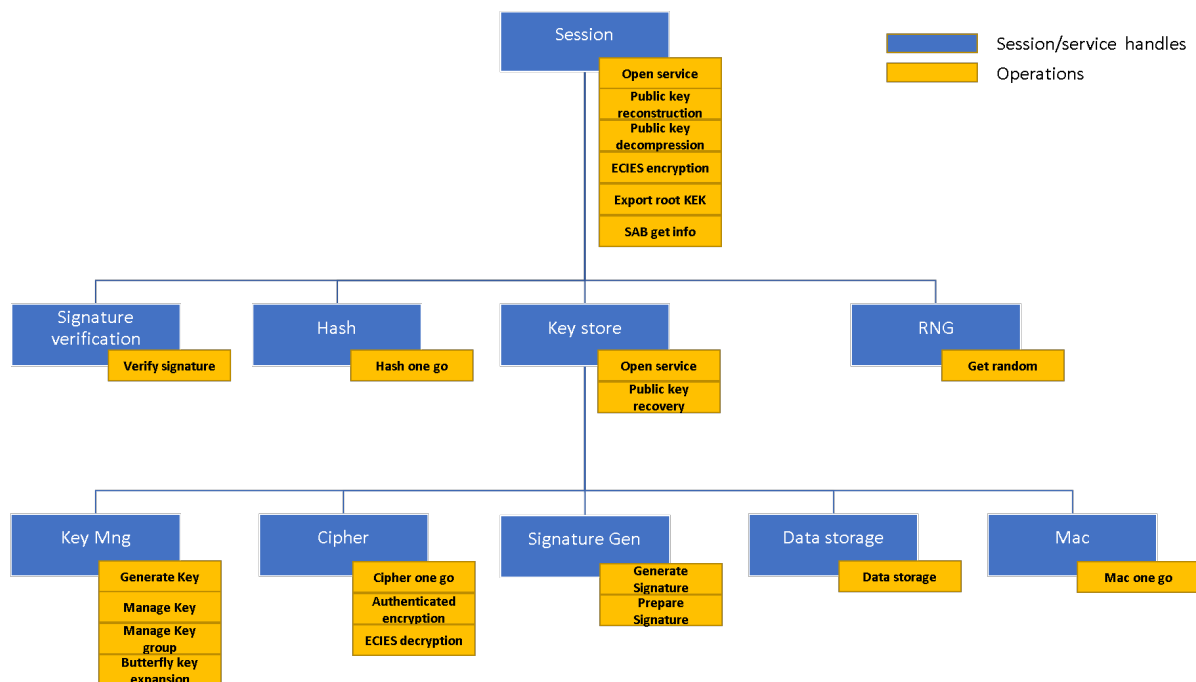 Session
Session/service handles
Operations
Open service
Public key
reconstruction
Public key
decompression
ECIES encryption
Export root KEK
SAB get info
Signature
verification
Verify signature
Hash
Hash one go
Key store
Open service
Public key
recovery
RNG
Get random
Key Mng
Generate Key
Manage Key
Manage Key
group
Butterfly key
expansion
Cipher
Cipher one go
Authenticated
encryption
ECIES decryption
Signature Gen
Generate
Signature
Prepare
Signature
Data storage
Data storage
Mac
Mac one go